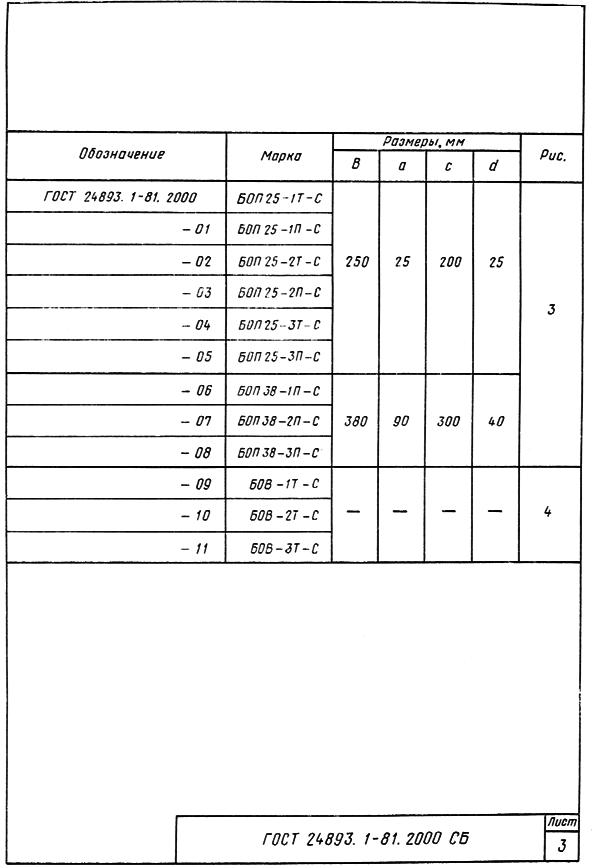 Обозначение Марка Размеры, мм Рис.
В а с d
ГОСТ 24893. 1-81. 2000 БОП 25-1Т-С
- 01 БОП 25-1П-С
- 02 БОП 25-2Т-С 250 25 200 25
- 03 БОП 25-2П-С
3
- 04 БОП 25-3Т-С
- 05 БОП 25-3П-С
- 06 БОП 38-1П-С
- 07 БОП 38-2П-С 380 90 300 40
- 08 БОП 38-3П-С
- 09 БОВ-1Т-С
- 10 БОВ-2Т-С — — — — 4
- 11 БОВ-3Т-С
Лист
ГОСТ 24893. 1-81. 2000 СБ 3